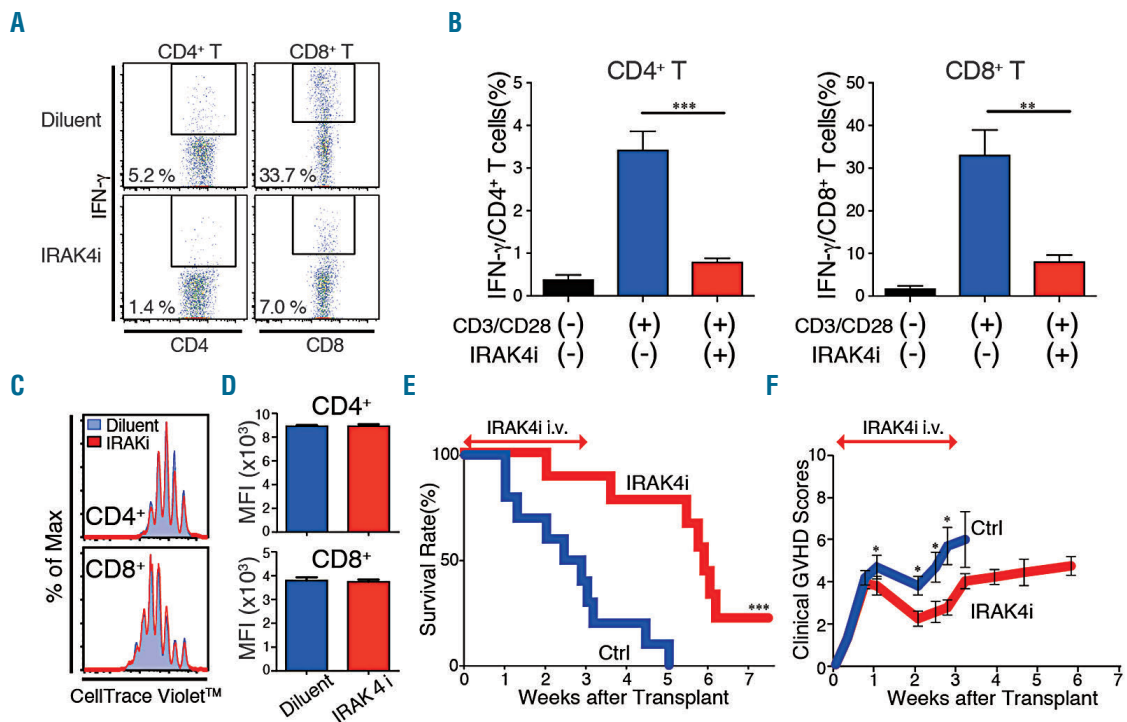 A
CD4⁺ T
CD8⁺ T
Diluent
5.2 %
33.7 %
IFN-γ
IRAK4i
1.4 %
7.0 %
CD4
CD8
B
CD4⁺ T
IFN-γ/CD4⁺ T cells(%)
5
4
3
2
1
0
***
CD3/CD28 (-) (+) (+)
IRAK4i (-) (-) (+)
CD8⁺ T
IFN-γ/CD8⁺ T cells(%)
50
40
30
20
10
0
**
CD3/CD28 (-) (+) (+)
IRAK4i (-) (-) (+)
C
Diluent
IRAKi
CD4⁺
CD8⁺
% of Max
CellTrace Violet™
D
CD4⁺
MFI (x10³)
10
8
6
4
2
0
CD8⁺
MFI (x10³)
5
4
3
2
1
0
Diluent
IRAK 4 i
E
IRAK4i i.v.
Survival Rate(%)
100
50
0
IRAK4i
***
Ctrl
0 1 2 3 4 5 6 7
Weeks after Transplant
F
IRAK4i i.v.
Clinical GVHD Scores
8
6
4
2
0
* * * *
Ctrl
IRAK4i
0 1 2 3 4 5 6 7
Weeks after Transplant